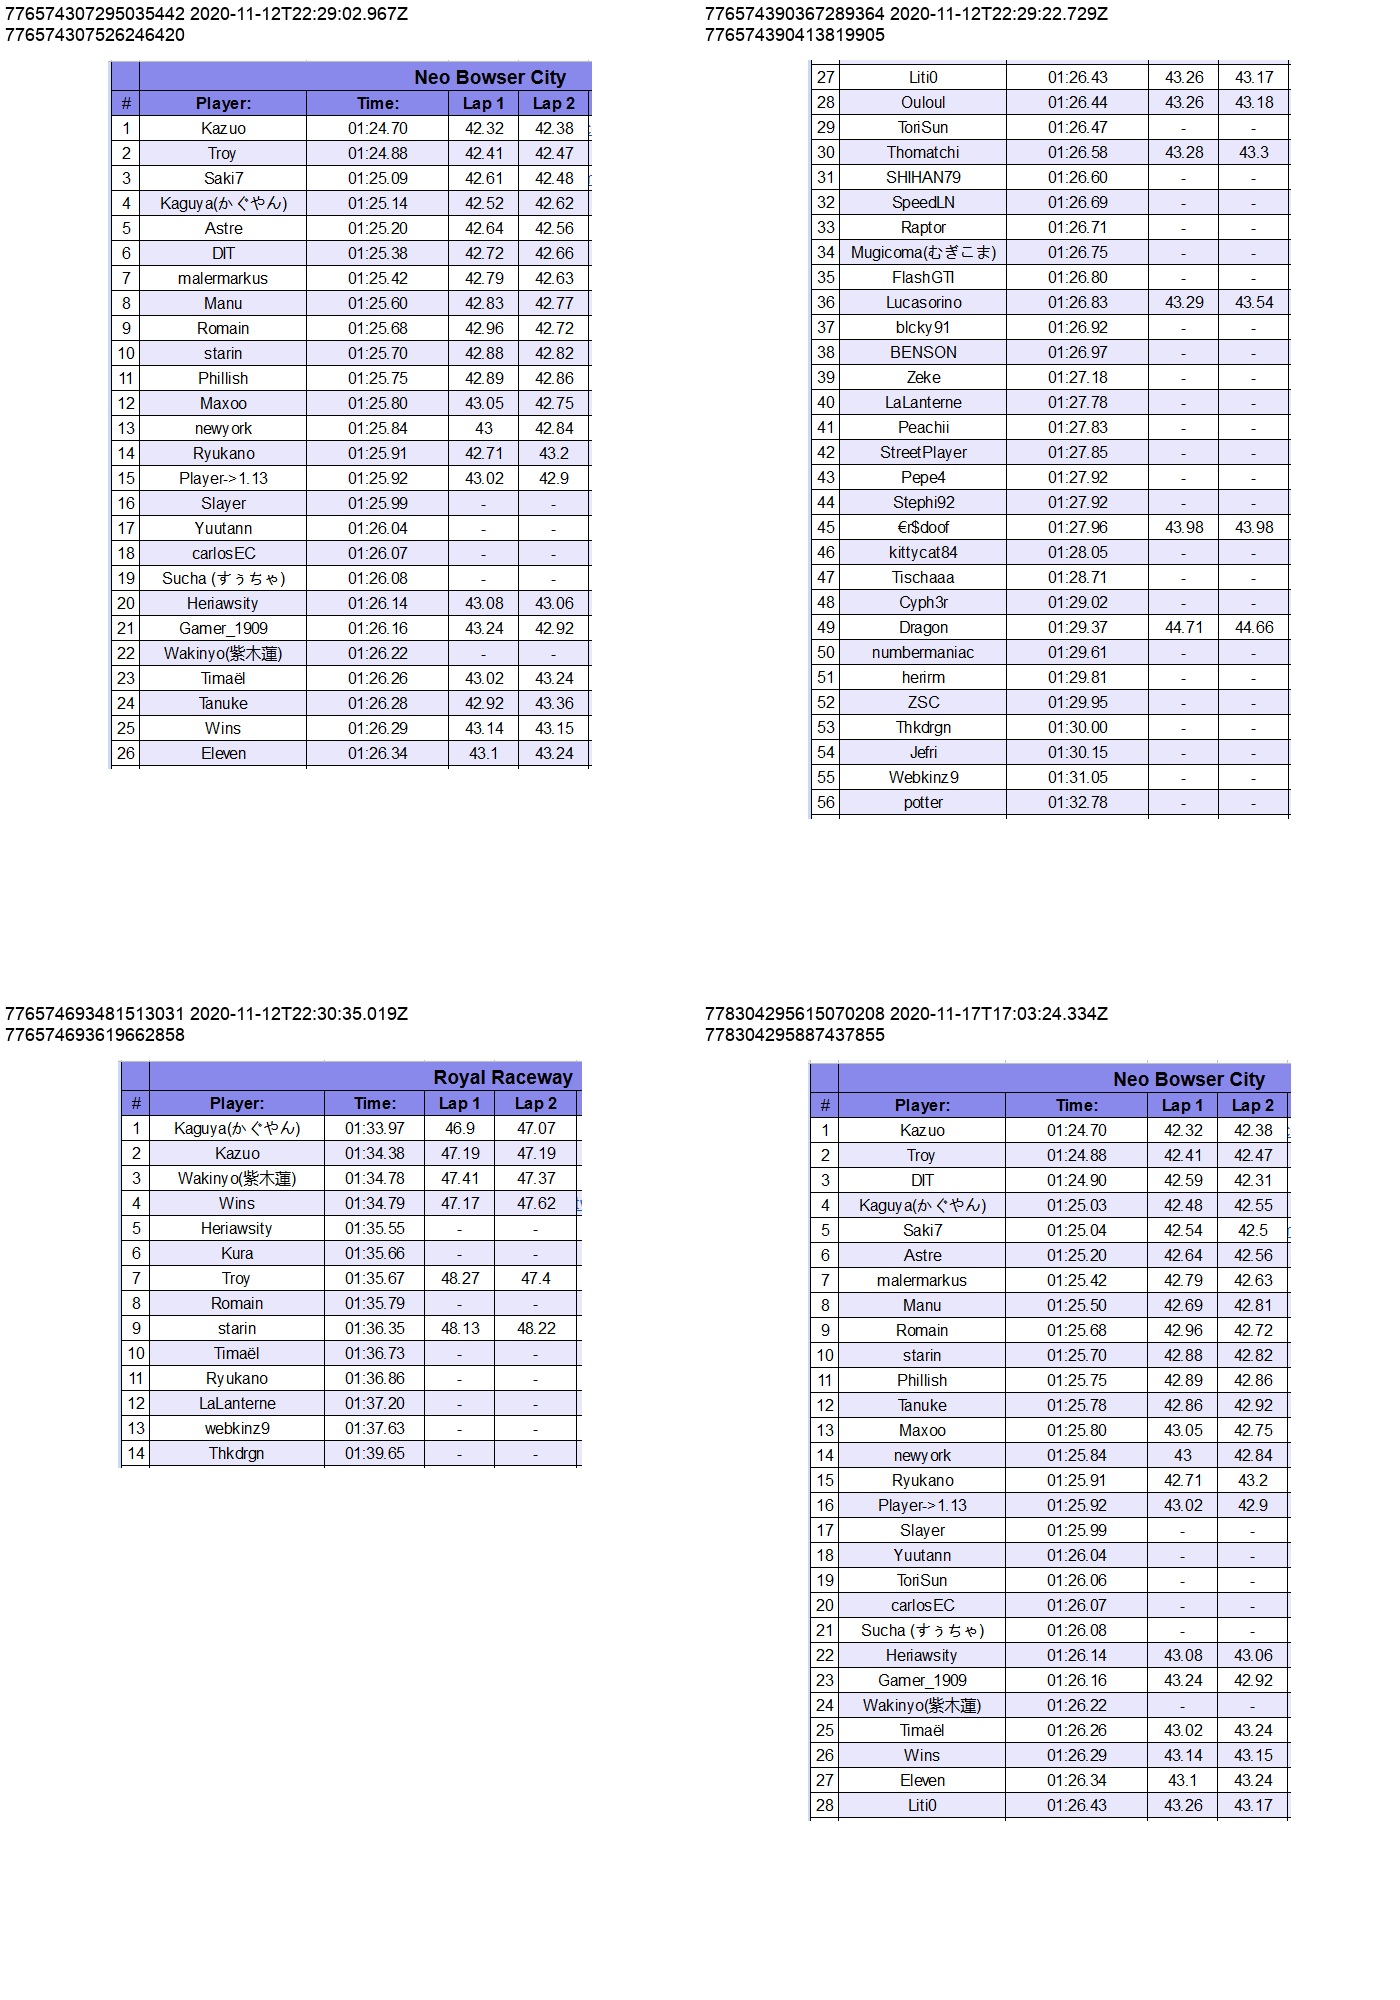 776574307295035442 2020-11-12T22:29:02.967Z
776574307526246420
Neo Bowser City
# Player: Time: Lap 1 Lap 2
1 Kazuo 01:24.70 42.32 42.38
2 Troy 01:24.88 42.41 42.47
3 Saki7 01:25.09 42.61 42.48
4 Kaguya(かぐやん) 01:25.14 42.52 42.62
5 Astre 01:25.20 42.64 42.56
6 DIT 01:25.38 42.72 42.66
7 malermarkus 01:25.42 42.79 42.63
8 Manu 01:25.60 42.83 42.77
9 Romain 01:25.68 42.96 42.72
10 starin 01:25.70 42.88 42.82
11 Phillish 01:25.75 42.89 42.86
12 Maxoo 01:25.80 43.05 42.75
13 newyork 01:25.84 43 42.84
14 Ryukano 01:25.91 42.71 43.2
15 Player->1.13 01:25.92 43.02 42.9
16 Slayer 01:25.99 - -
17 Yuutann 01:26.04 - -
18 carlosEC 01:26.07 - -
19 Sucha (すぅちゃ) 01:26.08 - -
20 Heriawsity 01:26.14 43.08 43.06
21 Gamer_1909 01:26.16 43.24 42.92
22 Wakinyo(紫木蓮) 01:26.22 - -
23 Timaël 01:26.26 43.02 43.24
24 Tanuke 01:26.28 42.92 43.36
25 Wins 01:26.29 43.14 43.15
26 Eleven 01:26.34 43.1 43.24
776574390367289364 2020-11-12T22:29:22.729Z
776574390413819905
27 Liti0 01:26.43 43.26 43.17
28 Ouloul 01:26.44 43.26 43.18
29 ToriSun 01:26.47 - -
30 Thomatchi 01:26.58 43.28 43.3
31 SHIHAN79 01:26.60 - -
32 SpeedLN 01:26.69 - -
33 Raptor 01:26.71 - -
34 Mugicoma(むぎこま) 01:26.75 - -
35 FlashGTI 01:26.80 - -
36 Lucasorino 01:26.83 43.29 43.54
37 blcky91 01:26.92 - -
38 BENSON 01:26.97 - -
39 Zeke 01:27.18 - -
40 LaLanterne 01:27.78 - -
41 Peachii 01:27.83 - -
42 StreetPlayer 01:27.85 - -
43 Pepe4 01:27.92 - -
44 Stephi92 01:27.92 - -
45 €r$doof 01:27.96 43.98 43.98
46 kittycat84 01:28.05 - -
47 Tischaaa 01:28.71 - -
48 Cyph3r 01:29.02 - -
49 Dragon 01:29.37 44.71 44.66
50 numbermaniac 01:29.61 - -
51 herirm 01:29.81 - -
52 ZSC 01:29.95 - -
53 Thkdrgn 01:30.00 - -
54 Jefri 01:30.15 - -
55 Webkinz9 01:31.05 - -
56 potter 01:32.78 - -
776574693481513031 2020-11-12T22:30:35.019Z
776574693619662858
Royal Raceway
# Player: Time: Lap 1 Lap 2
1 Kaguya(かぐやん) 01:33.97 46.9 47.07
2 Kazuo 01:34.38 47.19 47.19
3 Wakinyo(紫木蓮) 01:34.78 47.41 47.37
4 Wins 01:34.79 47.17 47.62
5 Heriawsity 01:35.55 - -
6 Kura 01:35.66 - -
7 Troy 01:35.67 48.27 47.4
8 Romain 01:35.79 - -
9 starin 01:36.35 48.13 48.22
10 Timaël 01:36.73 - -
11 Ryukano 01:36.86 - -
12 LaLanterne 01:37.20 - -
13 webkinz9 01:37.63 - -
14 Thkdrgn 01:39.65 - -
778304295615070208 2020-11-17T17:03:24.334Z
778304295887437855
Neo Bowser City
# Player: Time: Lap 1 Lap 2
1 Kazuo 01:24.70 42.32 42.38
2 Troy 01:24.88 42.41 42.47
3 DIT 01:24.90 42.59 42.31
4 Kaguya(かぐやん) 01:25.03 42.48 42.55
5 Saki7 01:25.04 42.54 42.5
6 Astre 01:25.20 42.64 42.56
7 malermarkus 01:25.42 42.79 42.63
8 Manu 01:25.50 42.69 42.81
9 Romain 01:25.68 42.96 42.72
10 starin 01:25.70 42.88 42.82
11 Phillish 01:25.75 42.89 42.86
12 Tanuke 01:25.78 42.86 42.92
13 Maxoo 01:25.80 43.05 42.75
14 newyork 01:25.84 43 42.84
15 Ryukano 01:25.91 42.71 43.2
16 Player->1.13 01:25.92 43.02 42.9
17 Slayer 01:25.99 - -
18 Yuutann 01:26.04 - -
19 ToriSun 01:26.06 - -
20 carlosEC 01:26.07 - -
21 Sucha (すぅちゃ) 01:26.08 - -
22 Heriawsity 01:26.14 43.08 43.06
23 Gamer_1909 01:26.16 43.24 42.92
24 Wakinyo(紫木蓮) 01:26.22 - -
25 Timaël 01:26.26 43.02 43.24
26 Wins 01:26.29 43.14 43.15
27 Eleven 01:26.34 43.1 43.24
28 Liti0 01:26.43 43.26 43.17